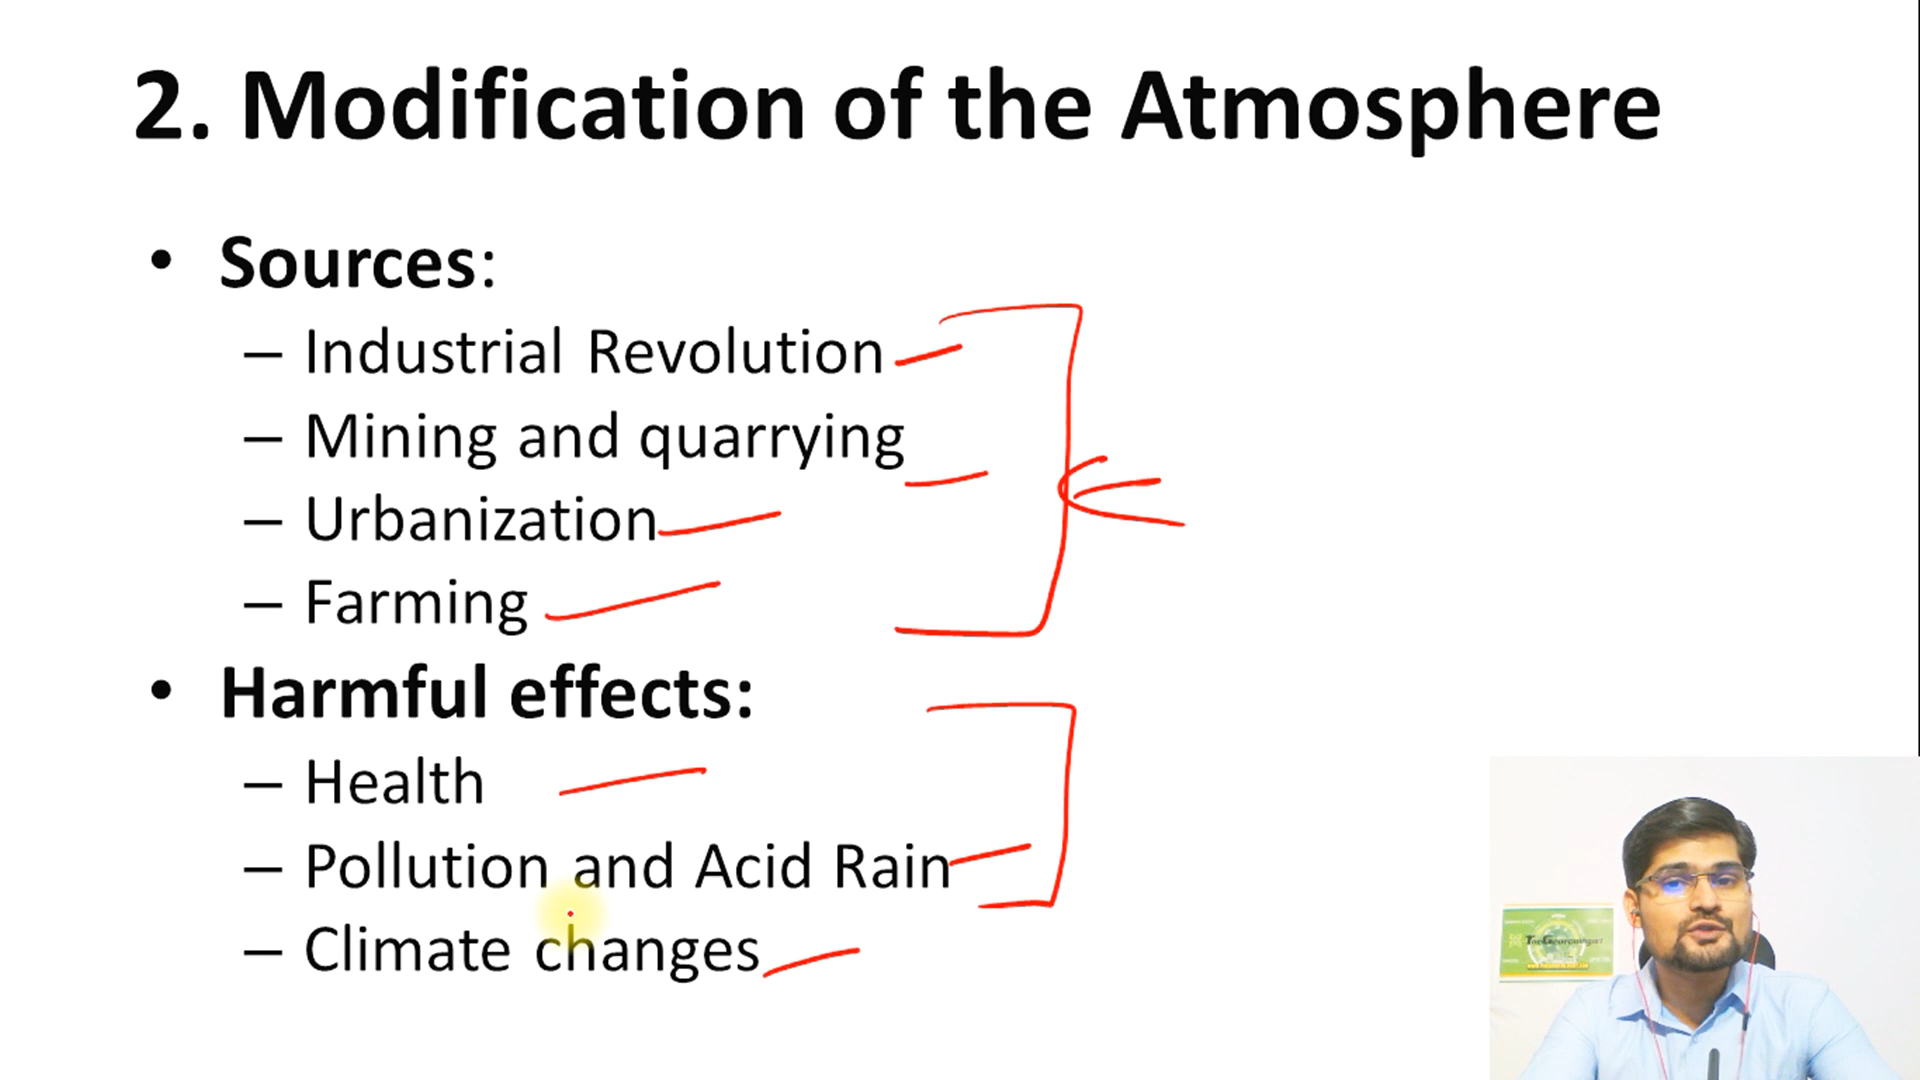 2. Modification of the Atmosphere
• Sources:
– Industrial Revolution
– Mining and quarrying
– Urbanization
– Farming
• Harmful effects:
– Health
– Pollution and Acid Rain
– Climate changes